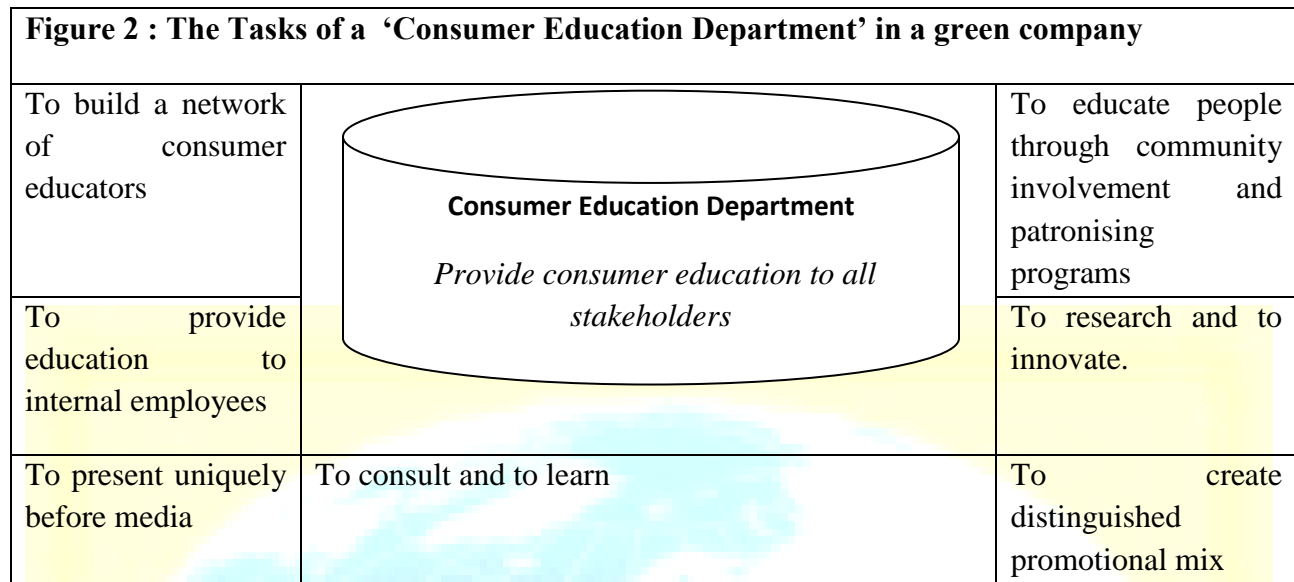 Figure 2 : The Tasks of a ‘Consumer Education Department’ in a green company
To build a network
of consumer
educators
Consumer Education Department
Provide consumer education to all
stakeholders
To educate people
through community
involvement and
patronising
programs
To provide
education to
internal employees
To research and to
innovate.
To present uniquely
before media
To consult and to learn
To create
distinguished
promotional mix